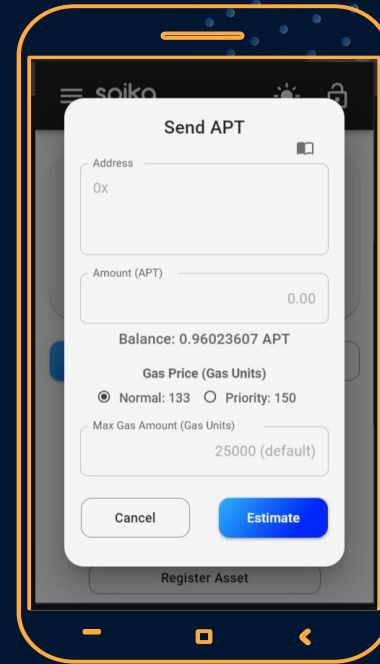 Send APT
Address
0x
Amount (APT)
0.00
Balance: 0.96023607 APT
Gas Price (Gas Units)
Normal: 133 Priority: 150
Max Gas Amount (Gas Units)
25000 (default)
Cancel Estimate
Register Asset